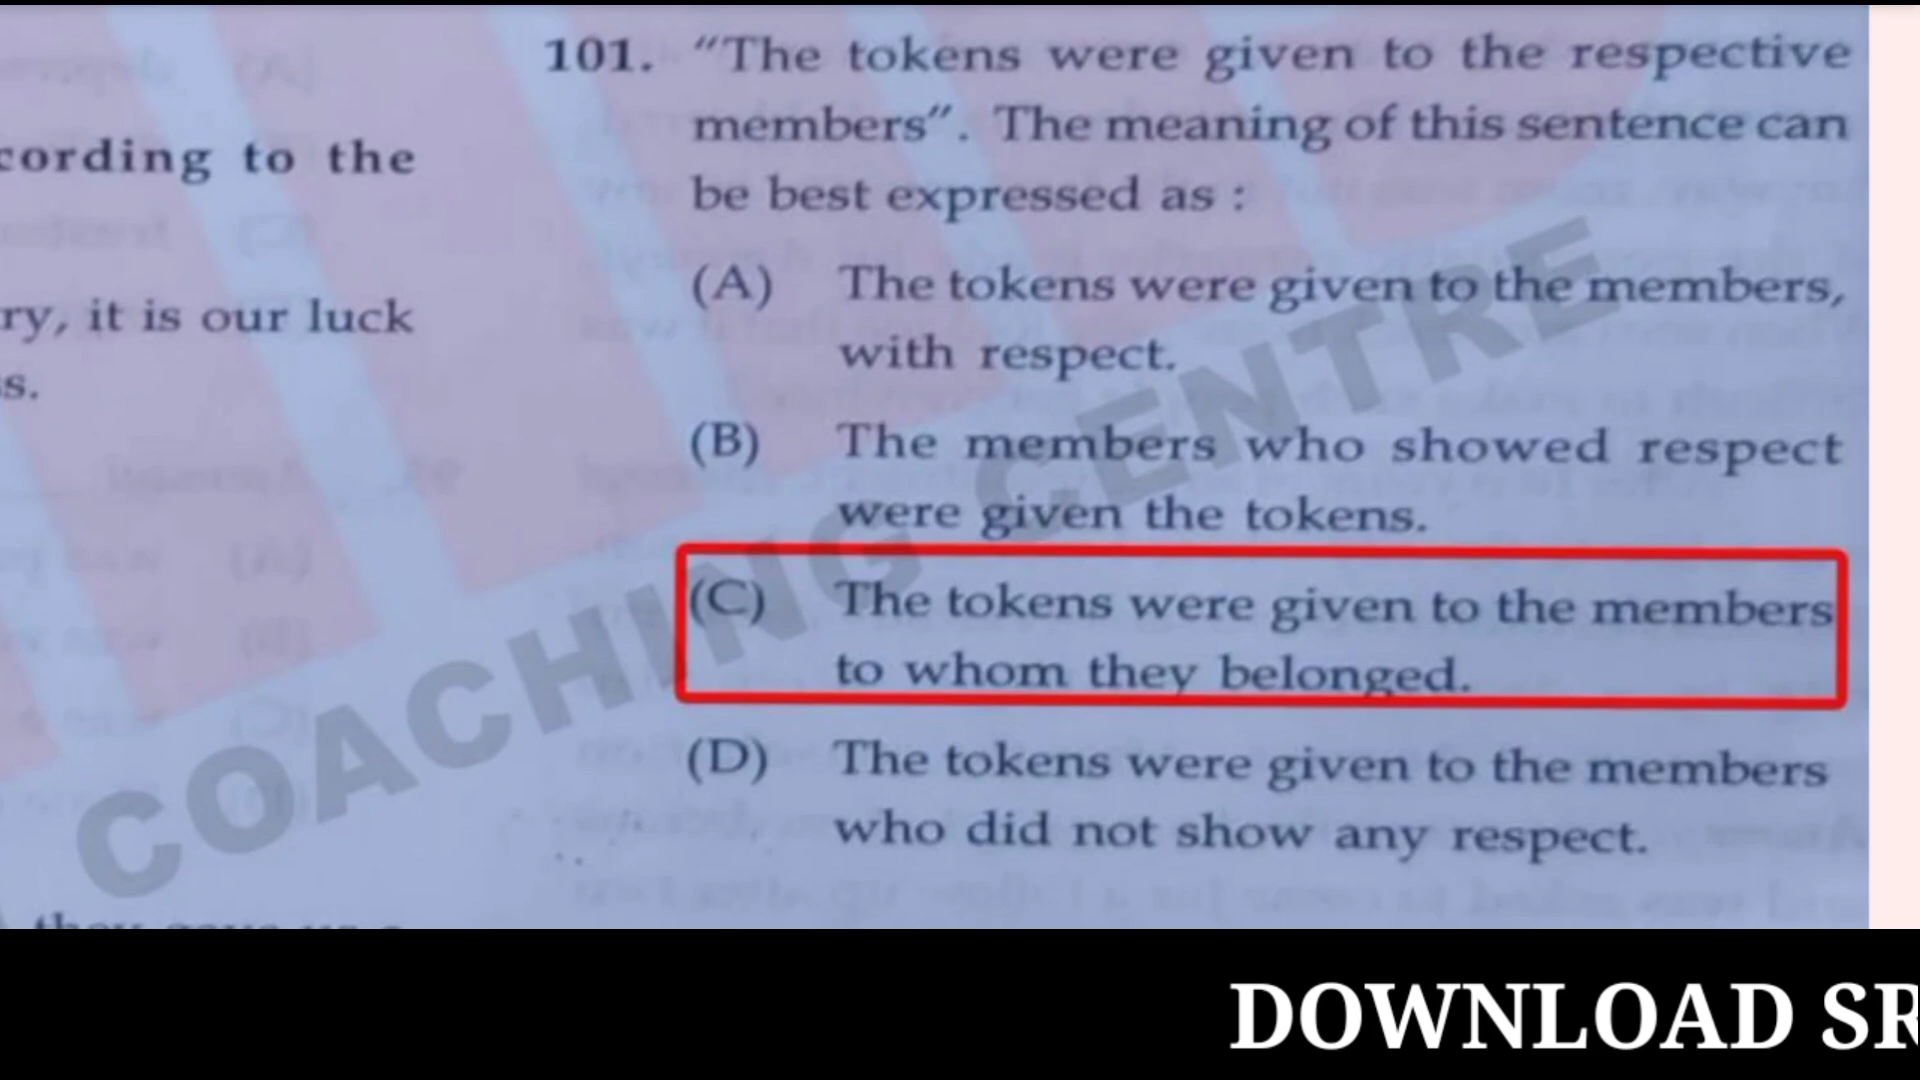 cording to the
ry, it is our luck
s.
101. "The tokens were given to the respective
members". The meaning of this sentence can
be best expressed as :
(A) The tokens were given to the members,
with respect.
(B) The members who showed respect
were given the tokens.
(C) The tokens were given to the members
to whom they belonged.
(D) The tokens were given to the members
who did not show any respect.
COACHING CENTRE
DOWNLOAD SR